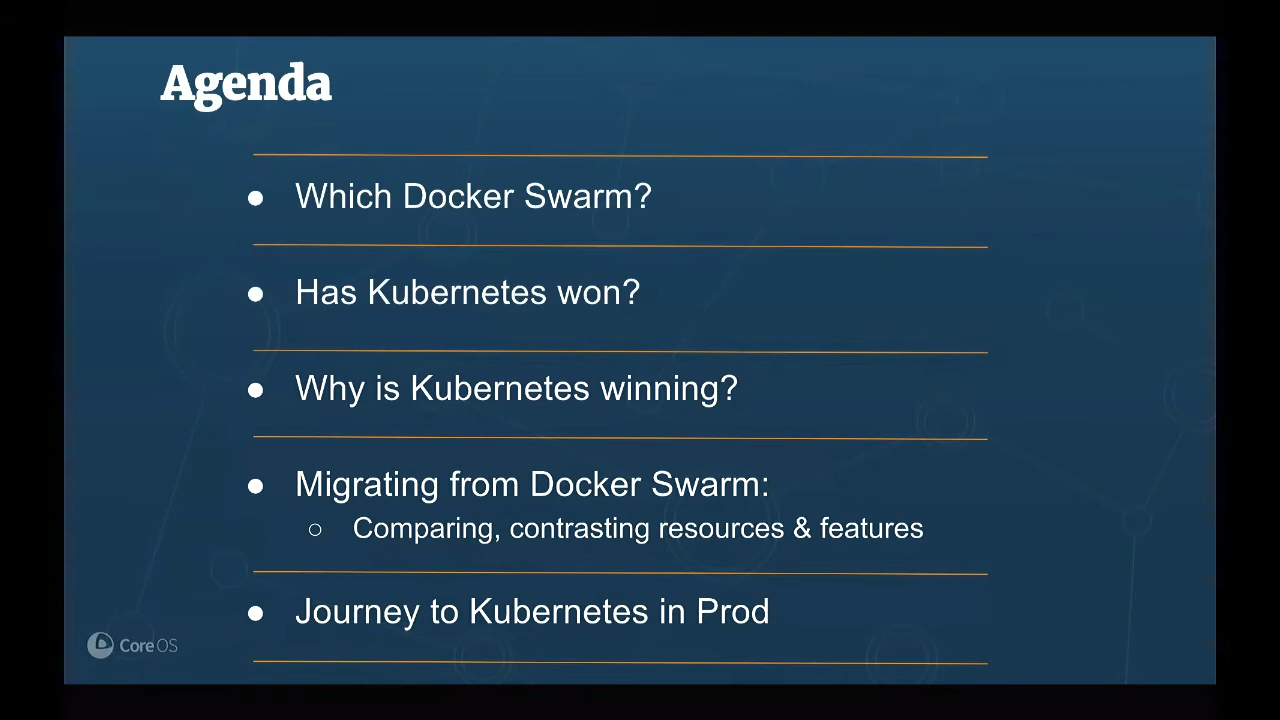 Agenda
● Which Docker Swarm?
● Has Kubernetes won?
● Why is Kubernetes winning?
● Migrating from Docker Swarm:
○ Comparing, contrasting resources & features
● Journey to Kubernetes in Prod
CoreOS